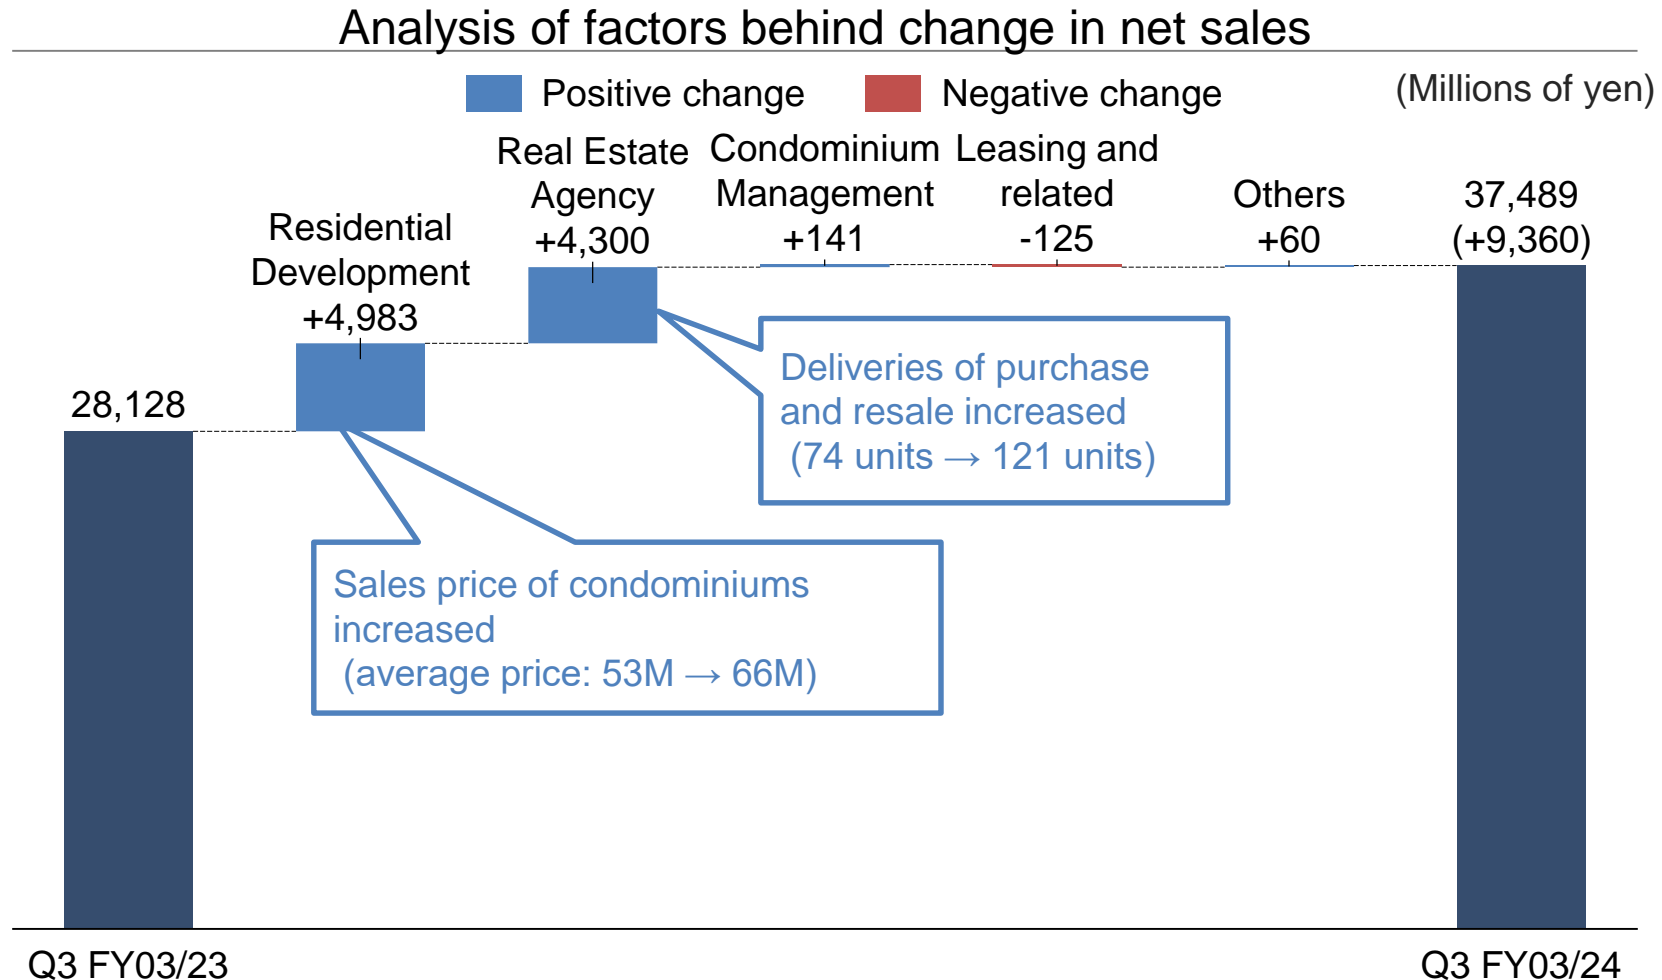 Analysis of factors behind change in net sales
Positive change
Negative change
(Millions of yen)
Real Estate
Agency
+4,300
Condominium
Management
+141
Leasing and
related
-125
Others
+60
37,489
(+9,360)
Residential
Development
+4,983
28,128
Deliveries of purchase
and resale increased
(74 units → 121 units)
Sales price of condominiums
increased
(average price: 53M → 66M)
Q3 FY03/23
Q3 FY03/24